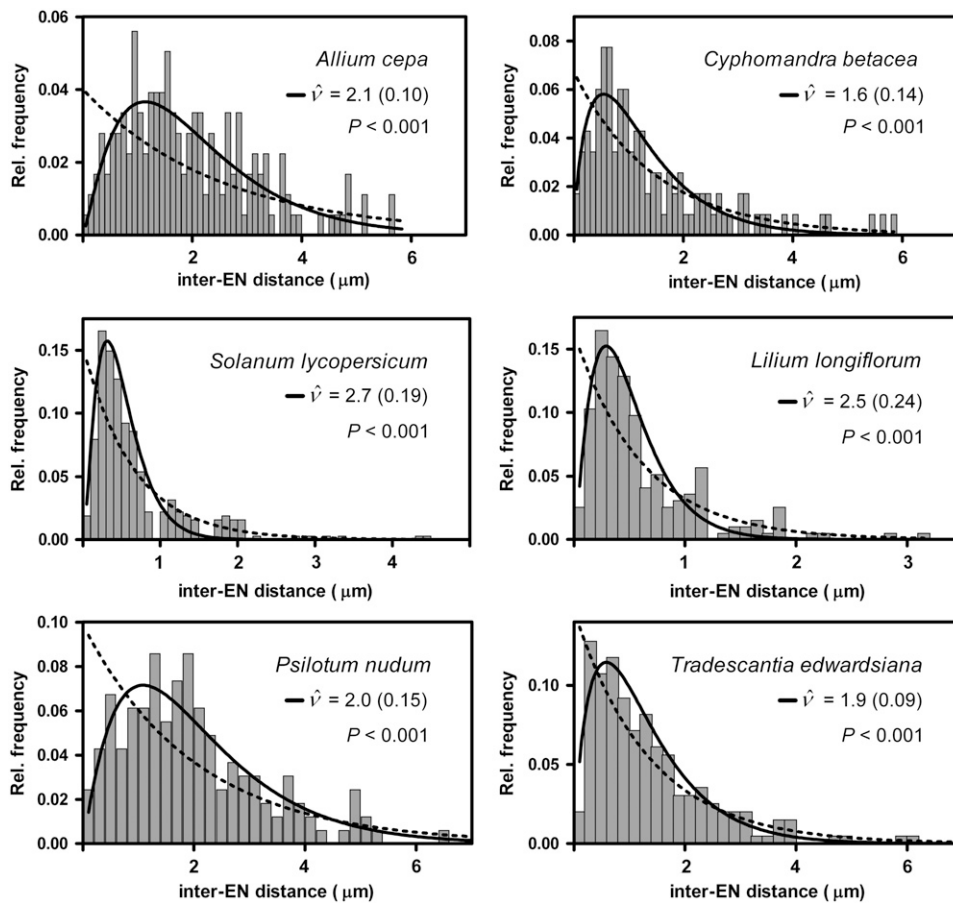 Allium cepa
ν̂ = 2.1 (0.10)
P < 0.001
Rel. frequency
0.06
0.04
0.02
0.00
2 4 6
inter-EN distance (μm)
Cyphomandra betacea
ν̂ = 1.6 (0.14)
P < 0.001
Rel. frequency
0.08
0.06
0.04
0.02
0.00
2 4 6
inter-EN distance (μm)
Solanum lycopersicum
ν̂ = 2.7 (0.19)
P < 0.001
Rel. frequency
0.15
0.10
0.05
0.00
1 2 3 4
inter-EN distance (μm)
Lilium longiflorum
ν̂ = 2.5 (0.24)
P < 0.001
Rel. frequency
0.15
0.10
0.05
0.00
1 2 3
inter-EN distance (μm)
Psilotum nudum
ν̂ = 2.0 (0.15)
P < 0.001
Rel. frequency
0.10
0.08
0.06
0.04
0.02
0.00
2 4 6
inter-EN distance (μm)
Tradescantia edwardsiana
ν̂ = 1.9 (0.09)
P < 0.001
Rel. frequency
0.10
0.05
0.00
2 4 6
inter-EN distance (μm)